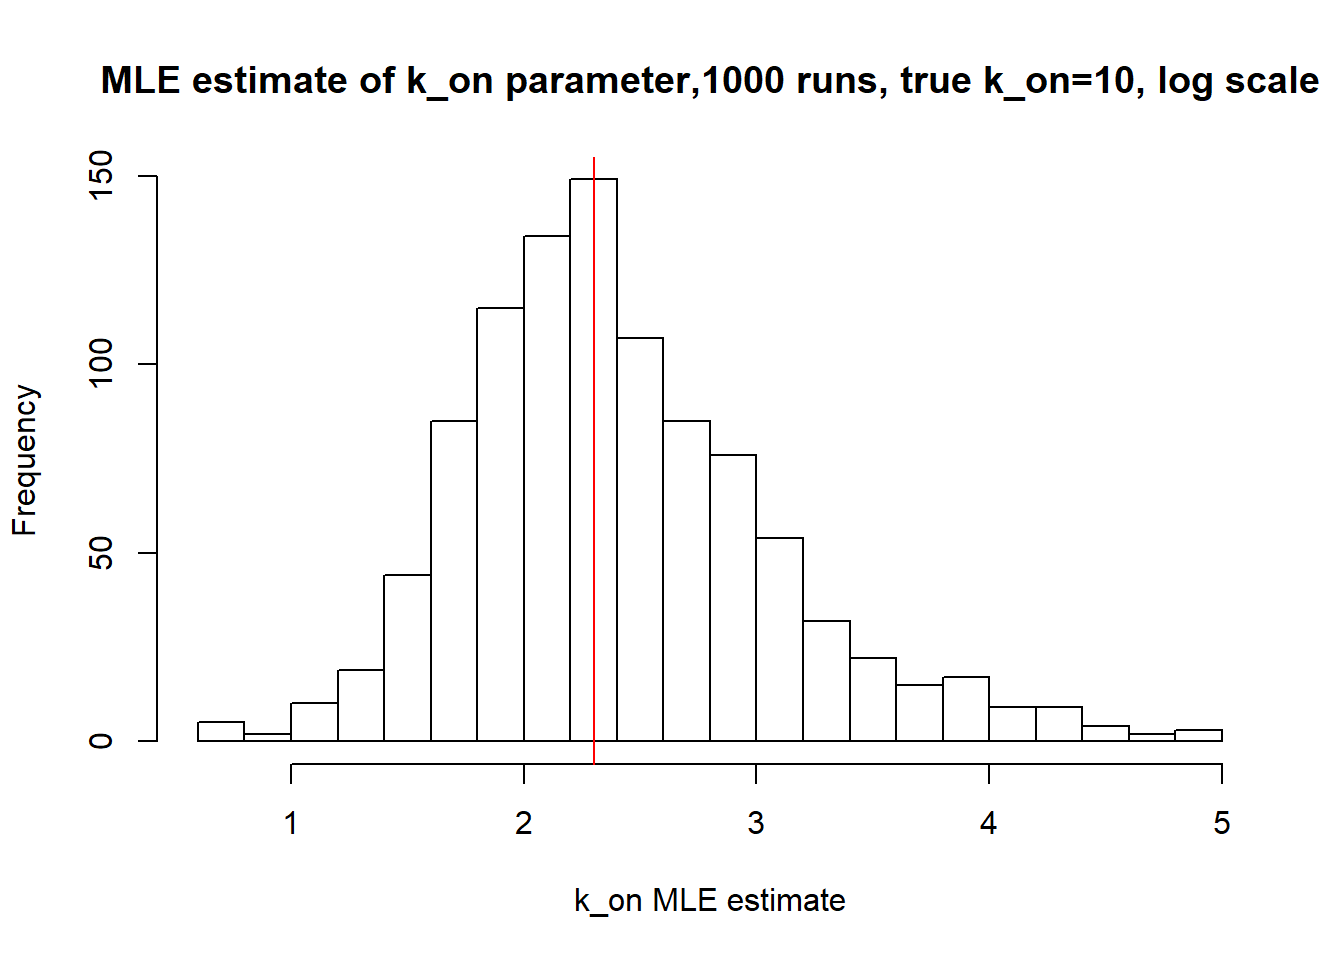 MLE estimate of k_on parameter,1000 runs, true k_on=10, log scale
150
100
50
0
Frequency
1 2 3 4 5
k_on MLE estimate